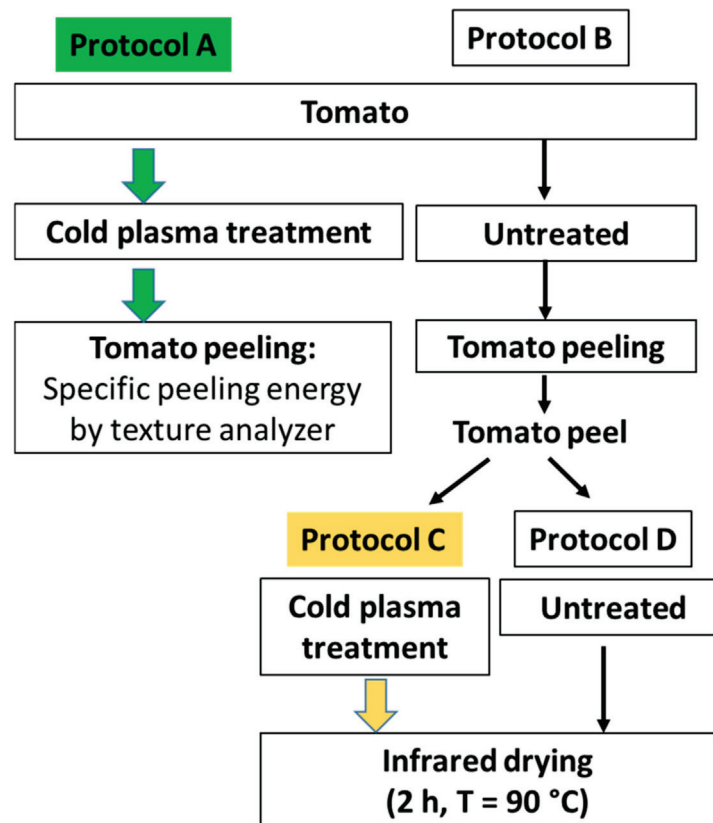 Protocol A
Protocol B
Tomato
Cold plasma treatment
Untreated
Tomato peeling:
Specific peeling energy
by texture analyzer
Tomato peeling
Tomato peel
Protocol C
Protocol D
Cold plasma
treatment
Untreated
Infrared drying
(2 h, T = 90 °C)